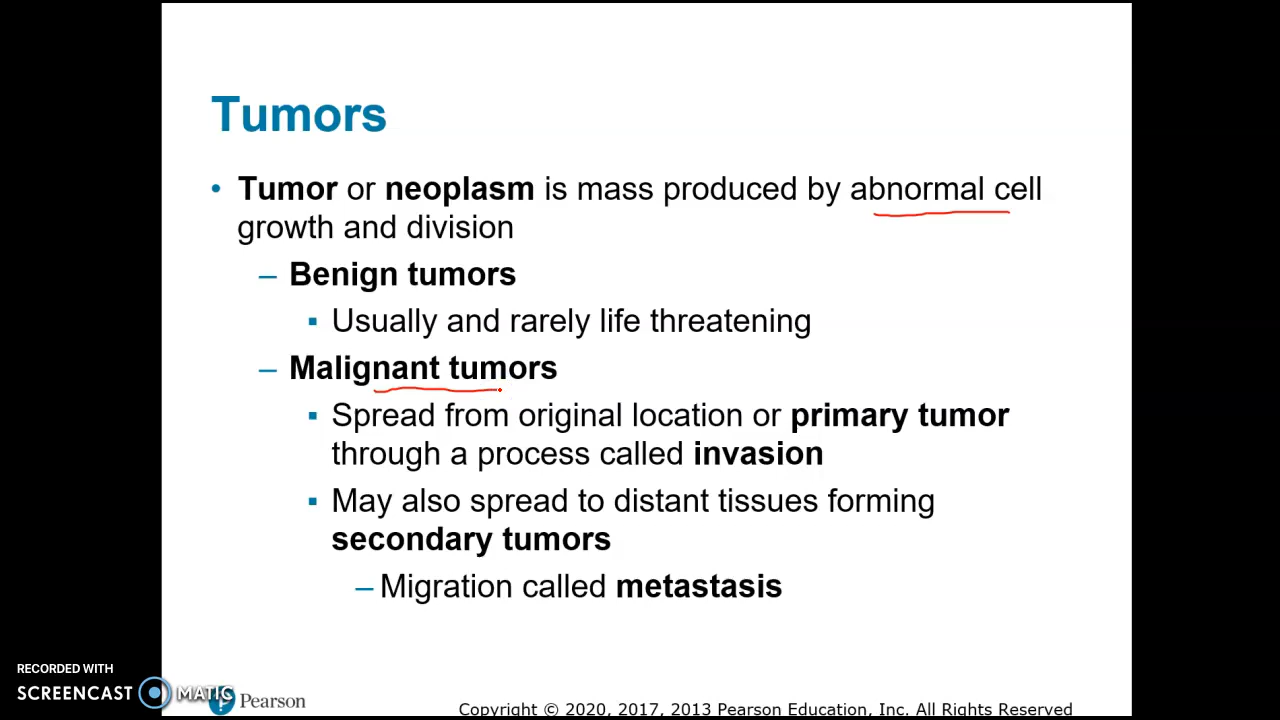 Tumors
• Tumor or neoplasm is mass produced by abnormal cell
growth and division
– Benign tumors
▪ Usually and rarely life threatening
– Malignant tumors
▪ Spread from original location or primary tumor
through a process called invasion
▪ May also spread to distant tissues forming
secondary tumors
– Migration called metastasis
RECORDED WITH
SCREENCAST MATIC
Pearson
Copyright © 2020, 2017, 2013 Pearson Education, Inc. All Rights Reserved